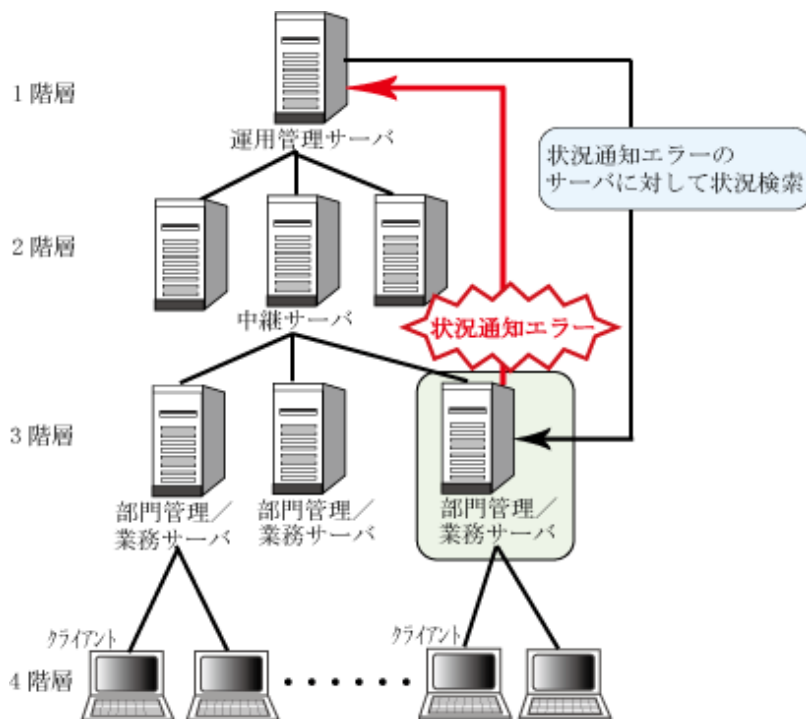 1階層
運用管理サーバ
状況通知エラーの
サーバに対して状況検索
2階層
中継サーバ
状況通知エラー
3階層
部門管理／
業務サーバ
部門管理／
業務サーバ
部門管理／
業務サーバ
クライアント
クライアント
4階層